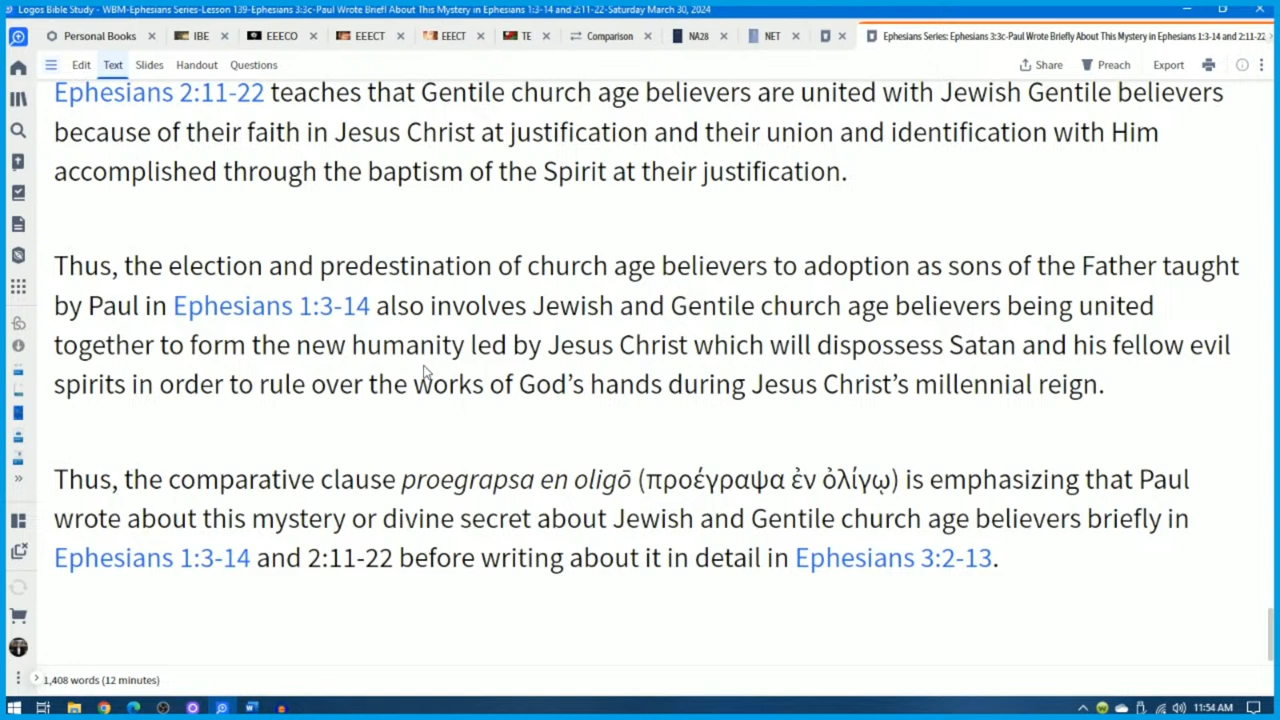 Logos Bible Study - WBM-Ephesians Series-Lesson 139-Ephesians 3:3c-Paul Wrote Briefl About This Mystery in Ephesians 1:3-14 and 2:11-22-Saturday March 30, 2024
Personal Books IBE EEECO EEECT EEECT TE Comparison NA28 NET Ephesians Series: Ephesians 3:3c-Paul Wrote Briefly About This Mystery in Ephesians 1:3-14 and 2:11-22
Edit Text Slides Handout Questions Share Preach Export
Ephesians 2:11-22 teaches that Gentile church age believers are united with Jewish Gentile believers
because of their faith in Jesus Christ at justification and their union and identification with Him
accomplished through the baptism of the Spirit at their justification.
Thus, the election and predestination of church age believers to adoption as sons of the Father taught
by Paul in Ephesians 1:3-14 also involves Jewish and Gentile church age believers being united
together to form the new humanity led by Jesus Christ which will dispossess Satan and his fellow evil
spirits in order to rule over the works of God’s hands during Jesus Christ’s millennial reign.
Thus, the comparative clause proegrapsa en oligō (προέγραψα ἐν ὀλίγῳ) is emphasizing that Paul
wrote about this mystery or divine secret about Jewish and Gentile church age believers briefly in
Ephesians 1:3-14 and 2:11-22 before writing about it in detail in Ephesians 3:2-13.
1,408 words (12 minutes)
11:54 AM